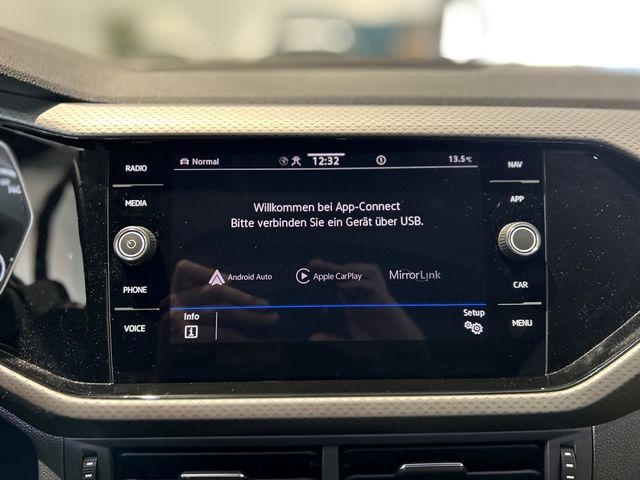 RADIO
MEDIA
PHONE
VOICE
Normal
12:32
1
13.5°C
Willkommen bei App-Connect
Bitte verbinden Sie ein Gerät über USB.
Android Auto
Apple CarPlay
MirrorLink
Info
Setup
NAV
APP
CAR
MENU